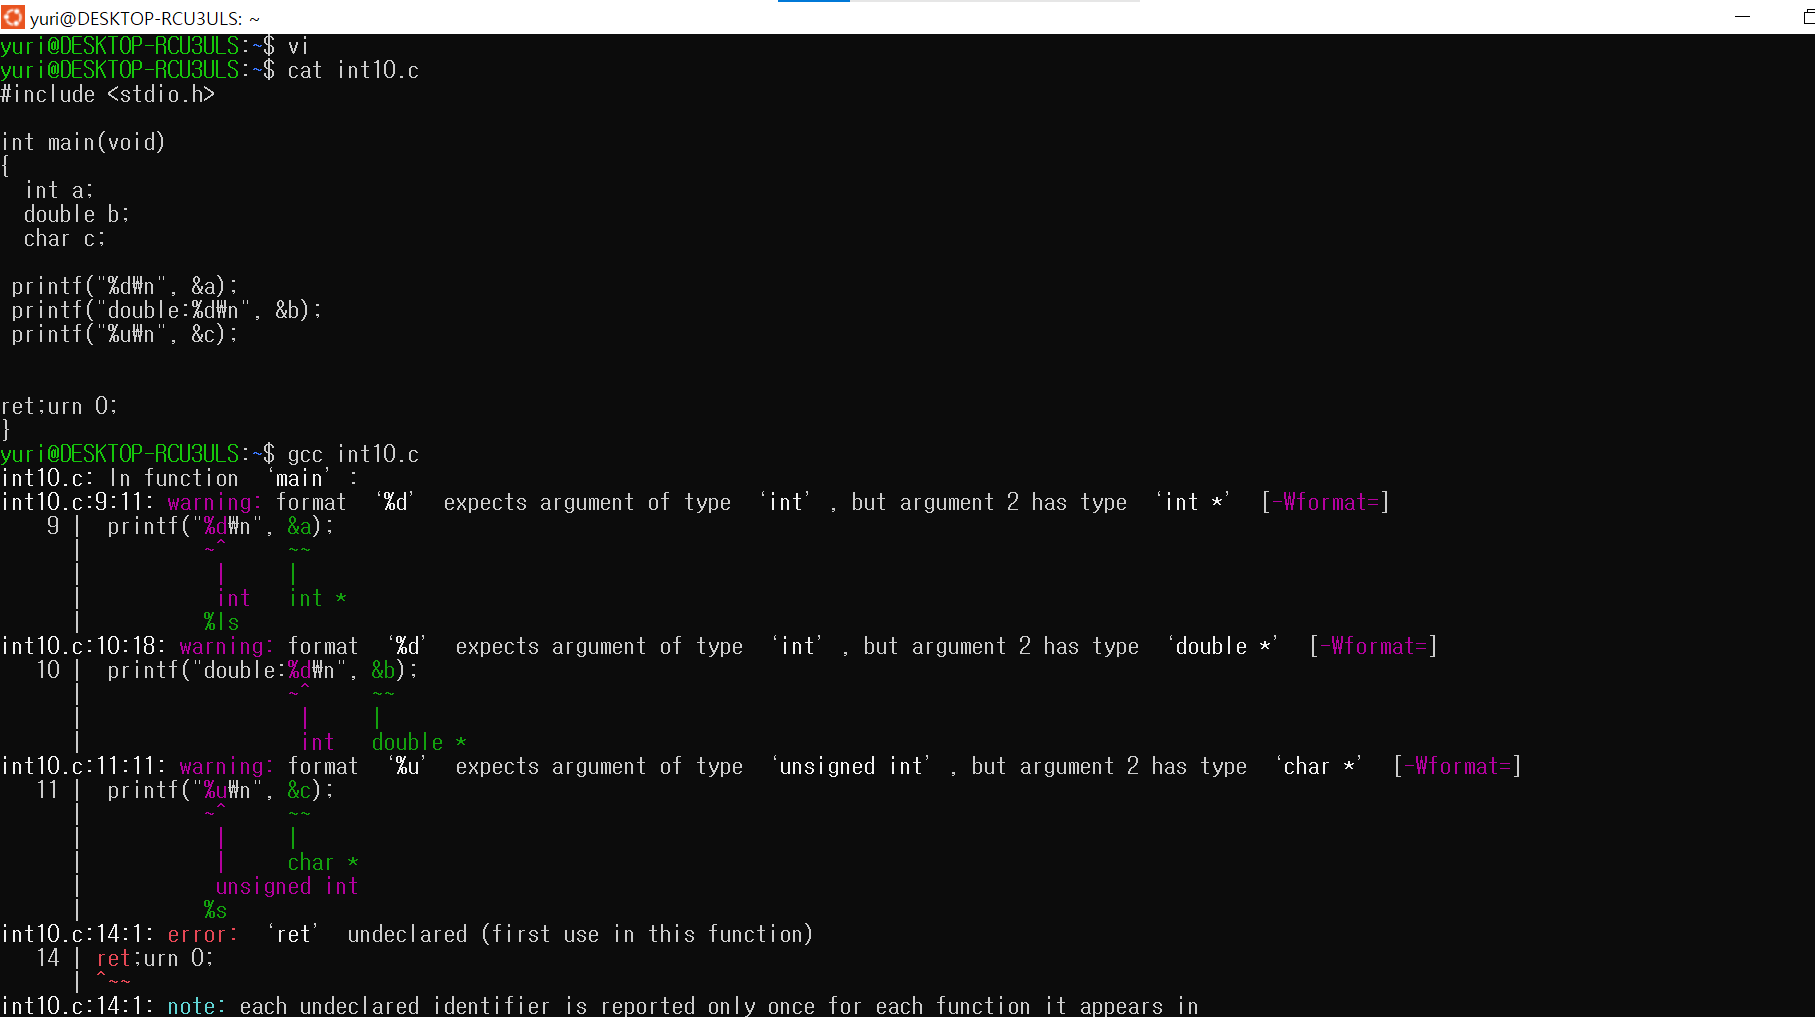 yuri@DESKTOP-RCU3ULS: ~
yuri@DESKTOP-RCU3ULS:~$ vi
yuri@DESKTOP-RCU3ULS:~$ cat int10.c
#include <stdio.h>
int main(void)
{
  int a;
  double b;
  char c;
 printf("%d₩n", &a);
 printf("double:%d₩n", &b);
 printf("%u₩n", &c);
ret;urn 0;
}
yuri@DESKTOP-RCU3ULS:~$ gcc int10.c
int10.c: In function ‘main’ :
int10.c:9:11: warning: format ‘%d’ expects argument of type ‘int’ , but argument 2 has type ‘int *’ [-Wformat=]
    9 |  printf("%d₩n", &a);
      |          ~^     ~~
      |           |     |
      |           int   int *
      |          %ls
int10.c:10:18: warning: format ‘%d’ expects argument of type ‘int’ , but argument 2 has type ‘double *’ [-Wformat=]
   10 |  printf("double:%d₩n", &b);
      |                 ~^     ~~
      |                  |     |
      |                  int   double *
int10.c:11:11: warning: format ‘%u’ expects argument of type ‘unsigned int’ , but argument 2 has type ‘char *’ [-Wformat=]
   11 |  printf("%u₩n", &c);
      |          ~^     ~~
      |           |     |
      |           |     char *
      |           unsigned int
      |          %s
int10.c:14:1: error: ‘ret’ undeclared (first use in this function)
   14 | ret;urn 0;
      | ^~~
int10.c:14:1: note: each undeclared identifier is reported only once for each function it appears in